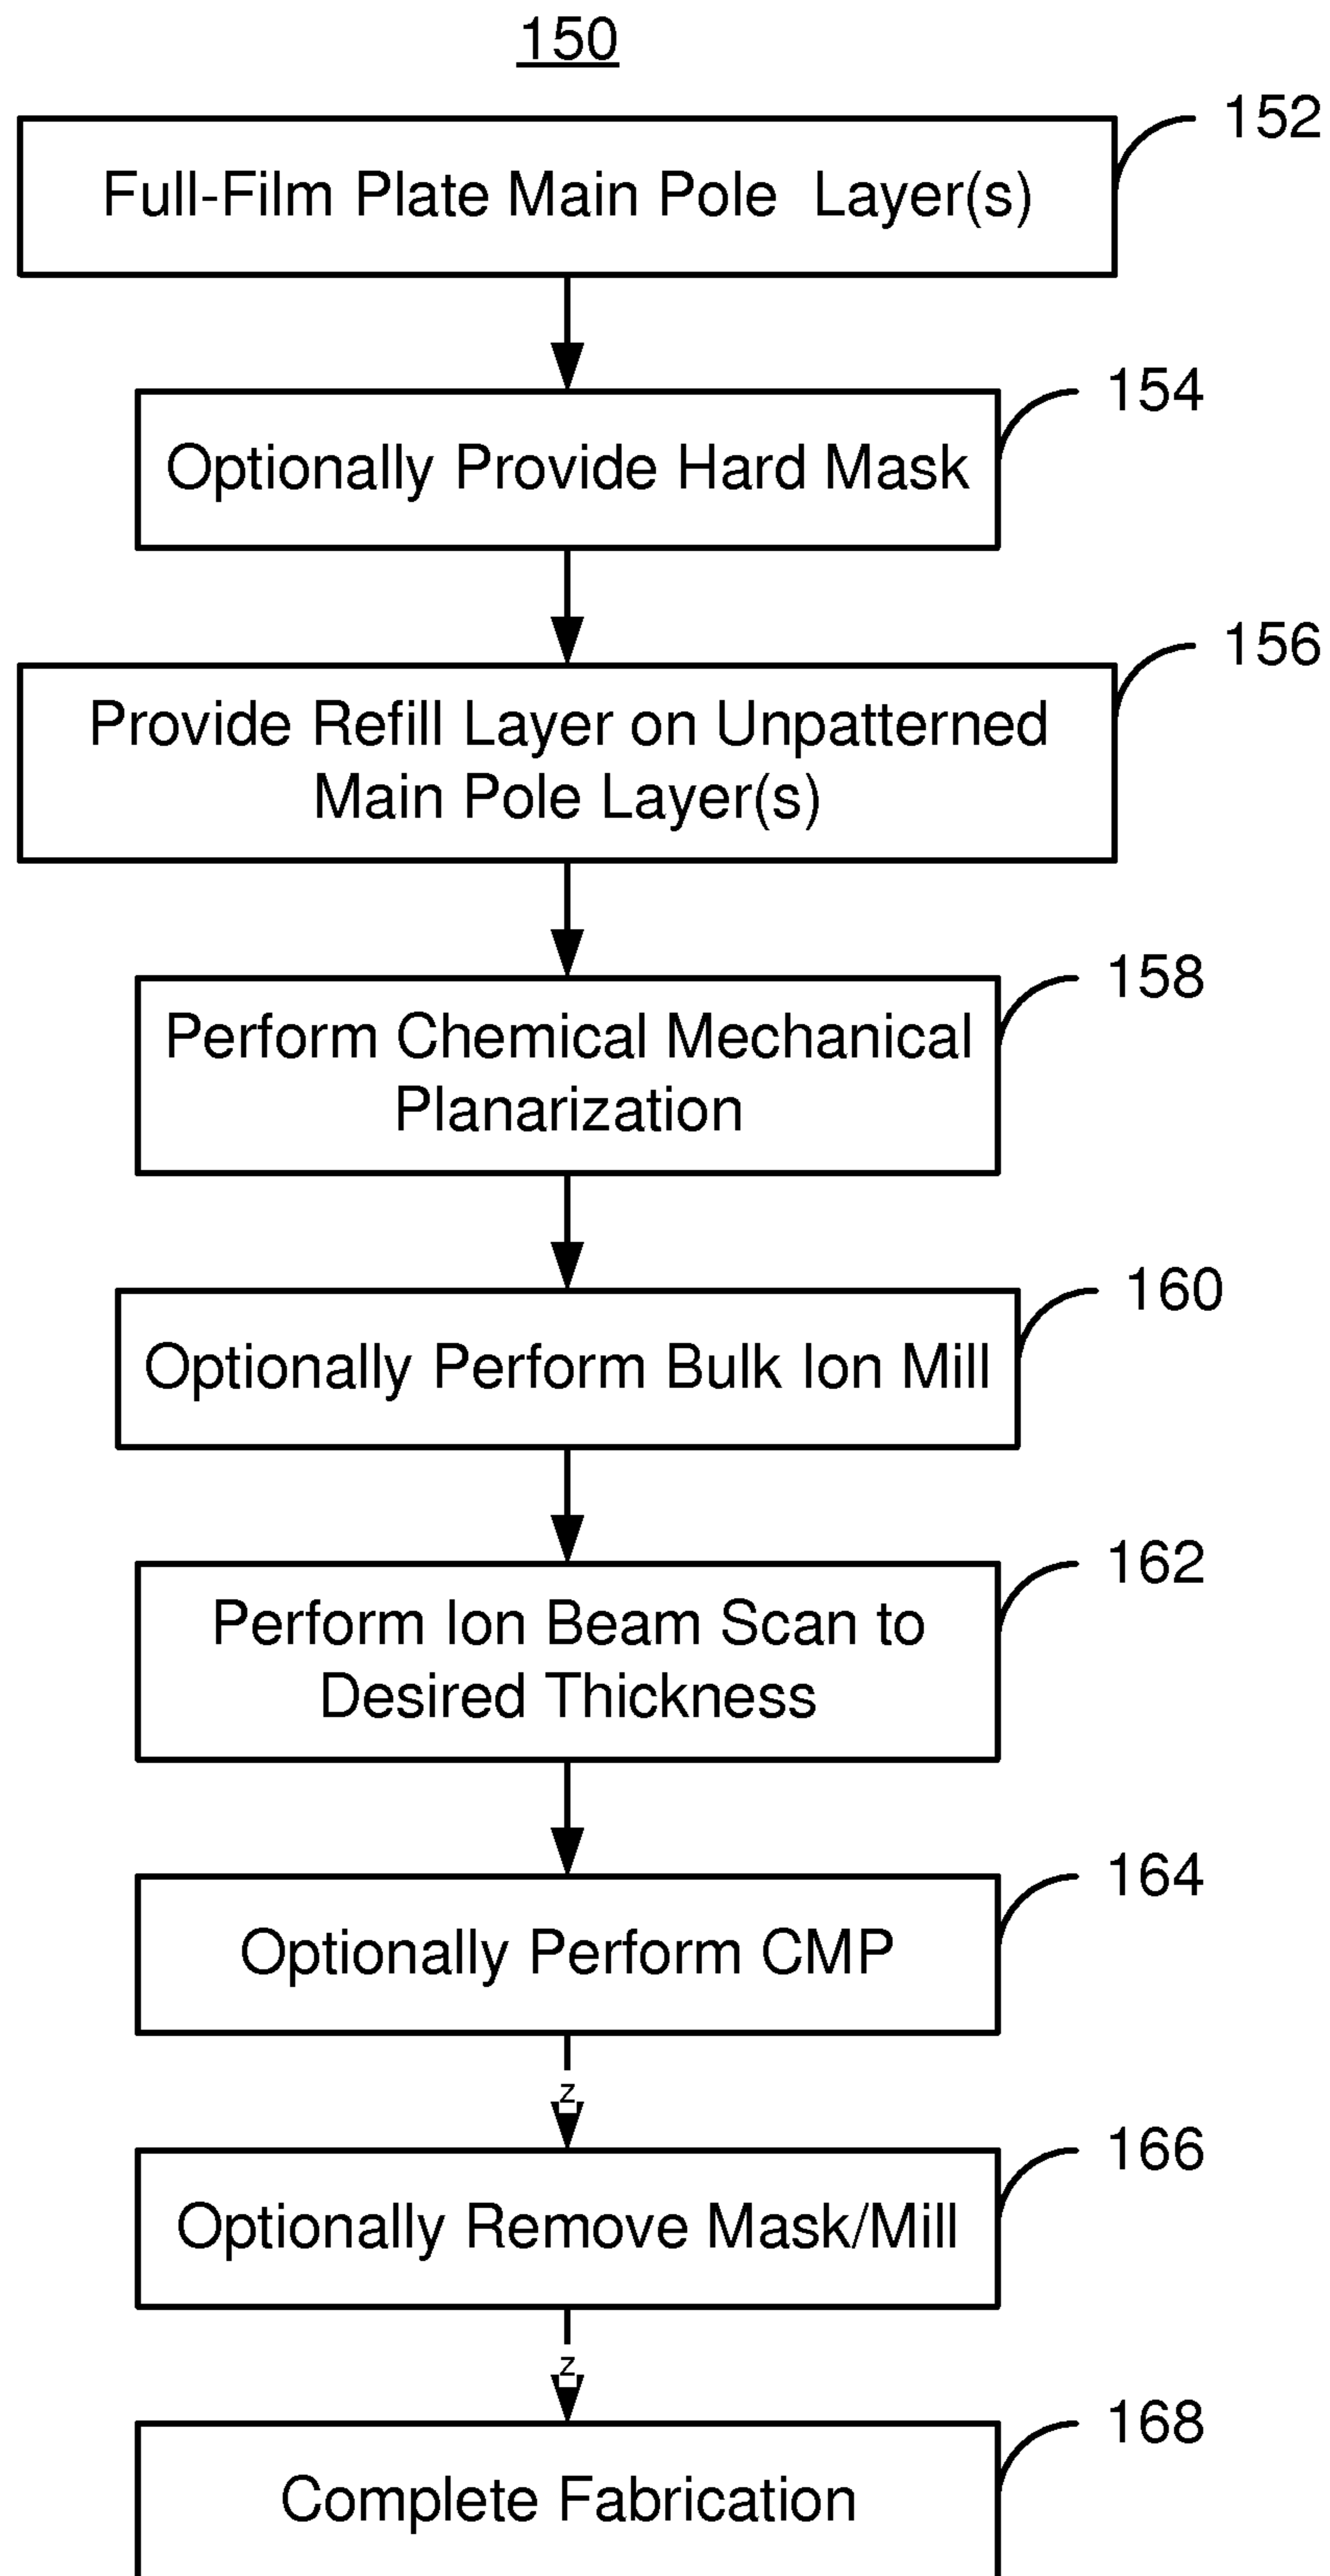 150
152
Full-Film Plate Main Pole Layer(s)
154
Optionally Provide Hard Mask
156
Provide Refill Layer on Unpatterned
Main Pole Layer(s)
158
Perform Chemical Mechanical
Planarization
160
Optionally Perform Bulk Ion Mill
162
Perform Ion Beam Scan to
Desired Thickness
164
Optionally Perform CMP
z
166
Optionally Remove Mask/Mill
z
168
Complete Fabrication